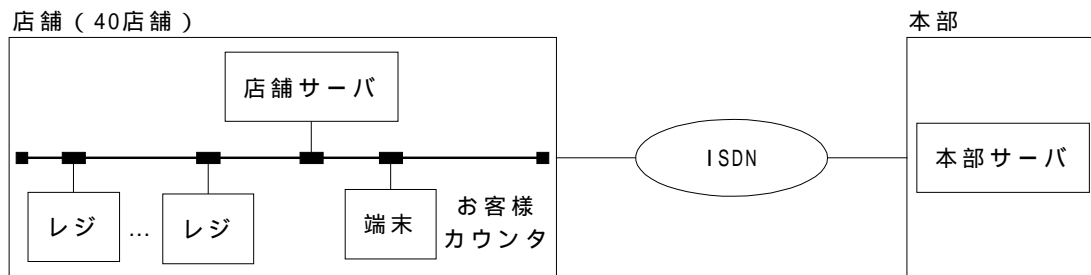 店舗(40店舗)
本部
店舗サーバ
ISDN
本部サーバ
レジ
…
レジ
端末
お客様
カウンタ